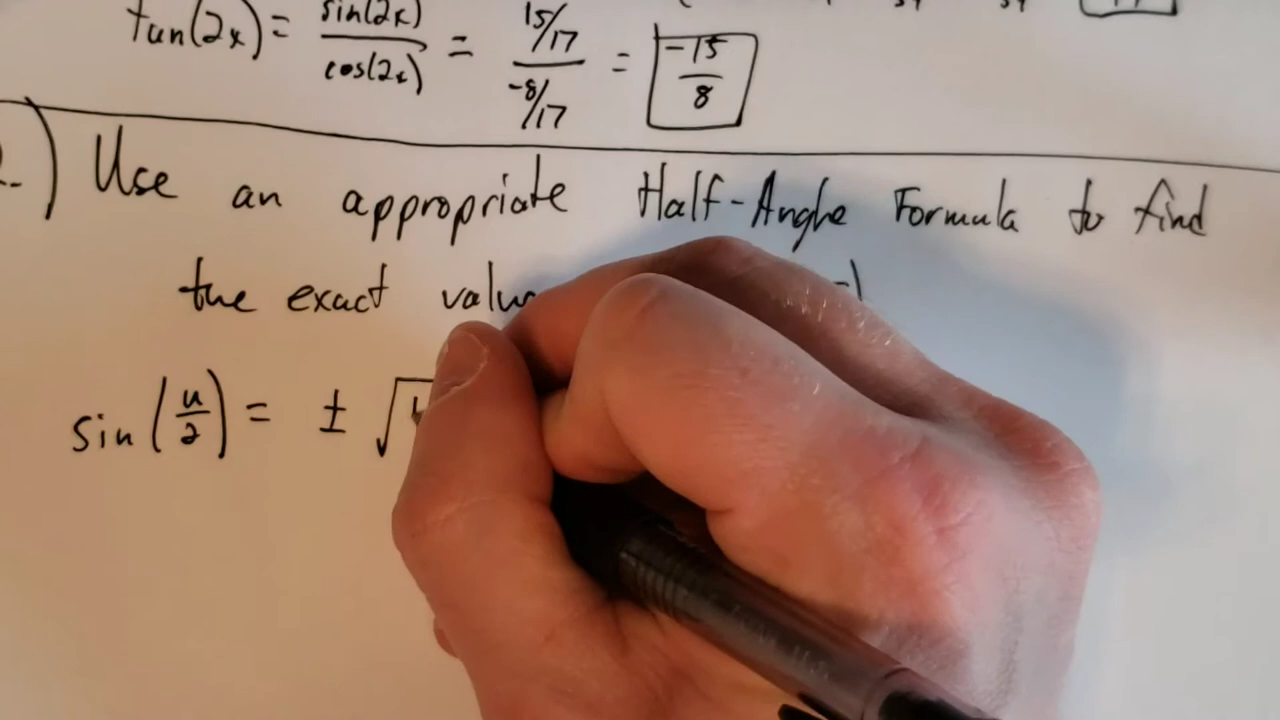 tan(2x) = sin(2x)/cos(2x) = 15/17 / -8/17 = -15/8
2.) Use an appropriate Half-Angle Formula to find
the exact value
sin(u/2) = ± √